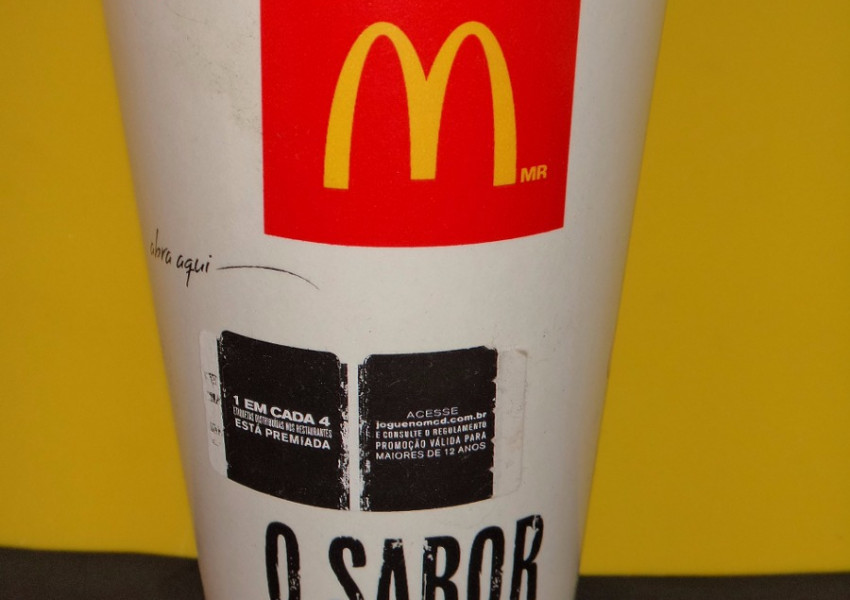 MR
abra aqui
1 EM CADA 4
ETIQUETAS DISTRIBUÍDAS NOS RESTAURANTES
ESTÁ PREMIADA
ACESSE
joguenomcd.com.br
E CONSULTE O REGULAMENTO
PROMOÇÃO VÁLIDA PARA
MAIORES DE 12 ANOS
O SABOR